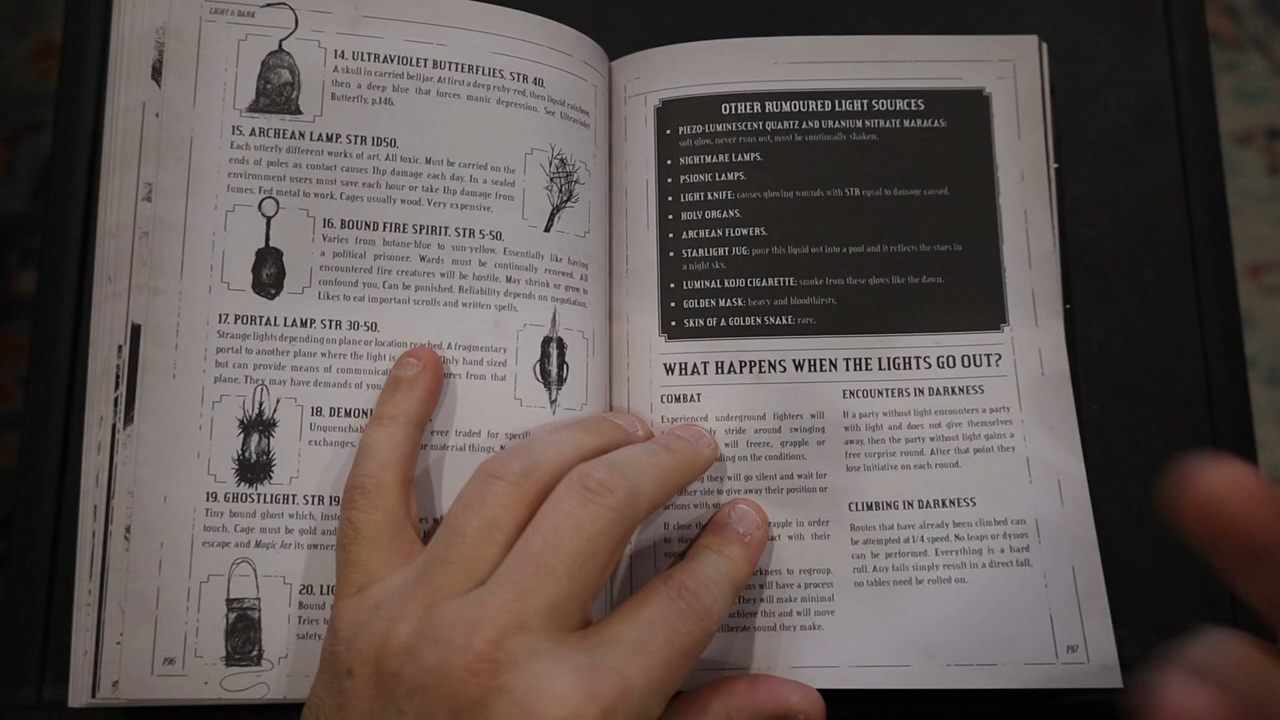 LIGHT & DARK
14. ULTRAVIOLET BUTTERFLIES, STR 40.
A skull in carried belljar. At first a deep ruby-red, then liquid rainbow,
then a deep blue that forces manic depression. See Ultraviolet
Butterfly, p.146.
15. ARCHEAN LAMP, STR 1D50.
Each utterly different works of art. All toxic. Must be carried on the
ends of poles as contact causes 1hp damage each day. In a sealed
environment users must save each hour or take 1hp damage from
fumes. Fed metal to work. Cages usually wood. Very expensive.
16. BOUND FIRE SPIRIT, STR 5-50.
Varies from butane-blue to sun-yellow. Essentially like having
a political prisoner. Wards must be continually renewed. All
encountered fire creatures will be hostile. May shrink or grow to
confound you. Can be punished. Reliability depends on negotiation.
Likes to eat important scrolls and written spells.
17. PORTAL LAMP, STR 30-50.
Strange lights depending on plane or location reached. A fragmentary
portal to another plane where the light is Only hand sized
but can provide means of from that
plane. They may have demands of you.
18.
ever traded for
exchanges, or material things.
19. GHOSTLIGHT, STR 19
Tiny bound ghost which,
touch. Cage must be gold and
escape and Magic Jar its owner.
20.
Bound
Tries to
safety.
196
OTHER RUMOURED LIGHT SOURCES
▪ PIEZO-LUMINESCENT QUARTZ AND URANIUM NITRATE MARACAS:
soft glow, never runs out, must be continually shaken.
▪ NIGHTMARE LAMPS.
▪ PSIONIC LAMPS.
▪ LIGHT KNIFE: causes glowing wounds with STR equal to damage caused.
▪ HOLY ORGANS.
▪ ARCHEAN FLOWERS.
▪ STARLIGHT JUG: pour this liquid out into a pool and it reflects the stars in
a night sky.
▪ LUMINAL KOJO CIGARETTE: smoke from these glows like the dawn.
▪ GOLDEN MASK: heavy and bloodthirsty.
▪ SKIN OF A GOLDEN SNAKE: rare.
WHAT HAPPENS WHEN THE LIGHTS GO OUT?
COMBAT
Experienced underground fighters will
stride around swinging
will freeze, grapple or
on the conditions.
they will go silent and wait for
other side to give away their position or
actions with
If close in order
with their
to regroup.
will have a process
They will make minimal
achieve this and will move
sound they make.
ENCOUNTERS IN DARKNESS
If a party without light encounters a party
with light and does not give themselves
away, then the party without light gains a
free surprise round. After that point they
lose initiative on each round.
CLIMBING IN DARKNESS
Routes that have already been climbed can
be attempted at 1/4 speed. No leaps or dynos
can be performed. Everything is a hard
roll. Any fails simply result in a direct fall,
no tables need be rolled on.
197